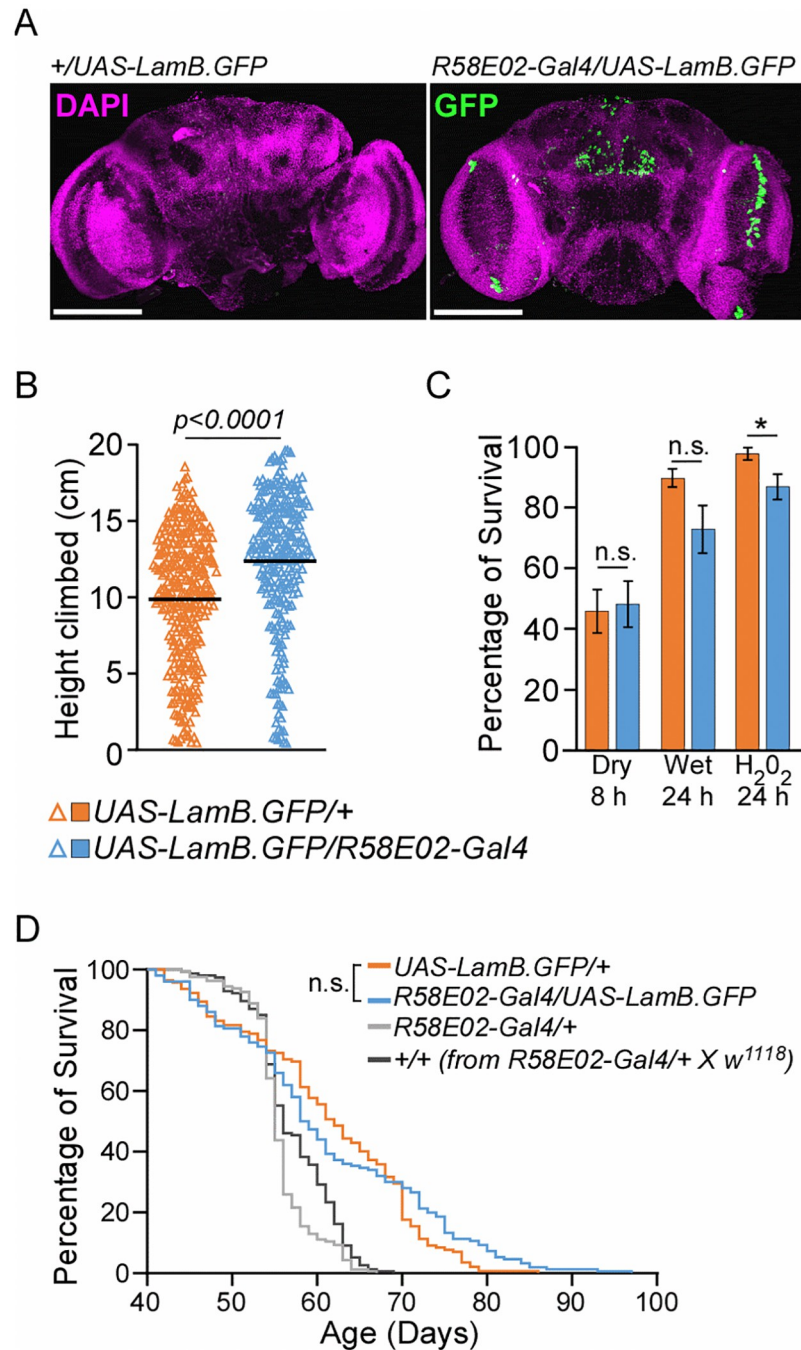 A
+/UAS-LamB.GFP
R58E02-Gal4/UAS-LamB.GFP
DAPI
GFP
B
p<0.0001
Height climbed (cm)
20
15
10
5
0
UAS-LamB.GFP/+
UAS-LamB.GFP/R58E02-Gal4
C
Percentage of Survival
100
80
60
40
20
0
n.s.
n.s.
*
Dry
8 h
Wet
24 h
H₂0₂
24 h
D
Percentage of Survival
100
80
60
40
20
0
n.s.
UAS-LamB.GFP/+
R58E02-Gal4/UAS-LamB.GFP
R58E02-Gal4/+
+/+ (from R58E02-Gal4/+ X w¹¹¹⁸)
40 50 60 70 80 90 100
Age (Days)